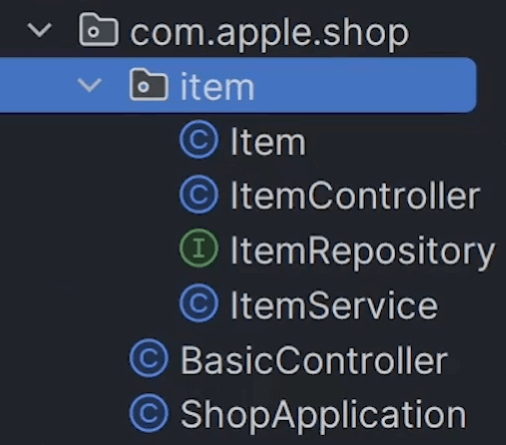 com.apple.shop
item
C Item
C ItemController
I ItemRepository
C ItemService
C BasicController
C ShopApplication